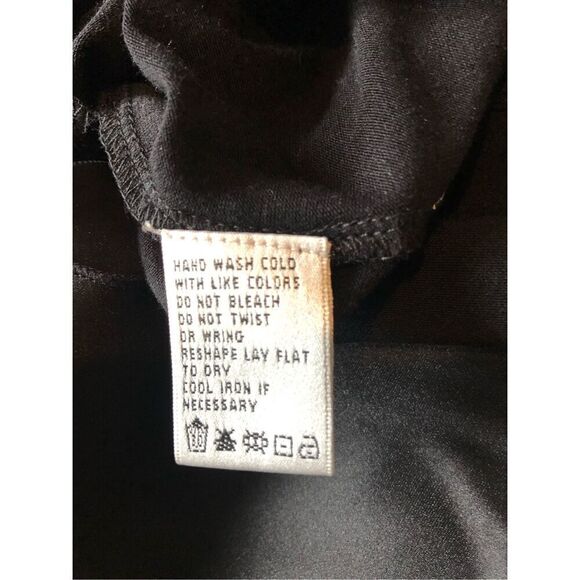 HAND WASH COLD
WITH LIKE COLORS
DO NOT BLEACH
DO NOT TWIST
OR WRING
RESHAPE LAY FLAT
TO DRY
COOL IRON IF
NECESSARY